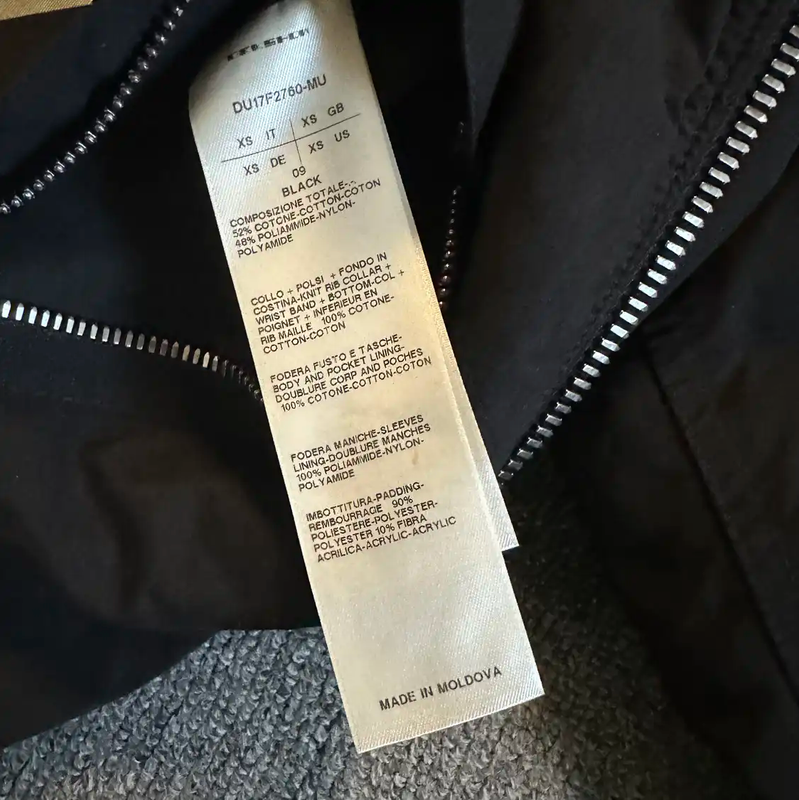 DU17F2760-MU
XS IT XS GB
XS DE XS US
09
BLACK
COMPOSIZIONE TOTALE-
52% COTONE-COTTON-COTON
48% POLIAMMIDE-NYLON-
POLYAMIDE
COLLO + POLSI + FONDO IN
COSTINA-KNIT RIB COLLAR +
WRIST BAND + BOTTOM-COL +
POIGNET + INFERIEUR EN
RIB MAILLE 100% COTONE-
COTTON-COTON
FODERA FUSTO E TASCHE-
BODY AND POCKET LINING-
DOUBLURE CORP AND POCHES
100% COTONE-COTTON-COTON
FODERA MANICHE-SLEEVES
LINING-DOUBLURE MANCHES
100% POLIAMMIDE-NYLON-
POLYAMIDE
IMBOTTITURA-PADDING-
REMBOURRAGE 90%
POLIESTERE-POLYESTER-
POLYESTER 10% FIBRA
ACRILICA-ACRYLIC-ACRYLIC
MADE IN MOLDOVA